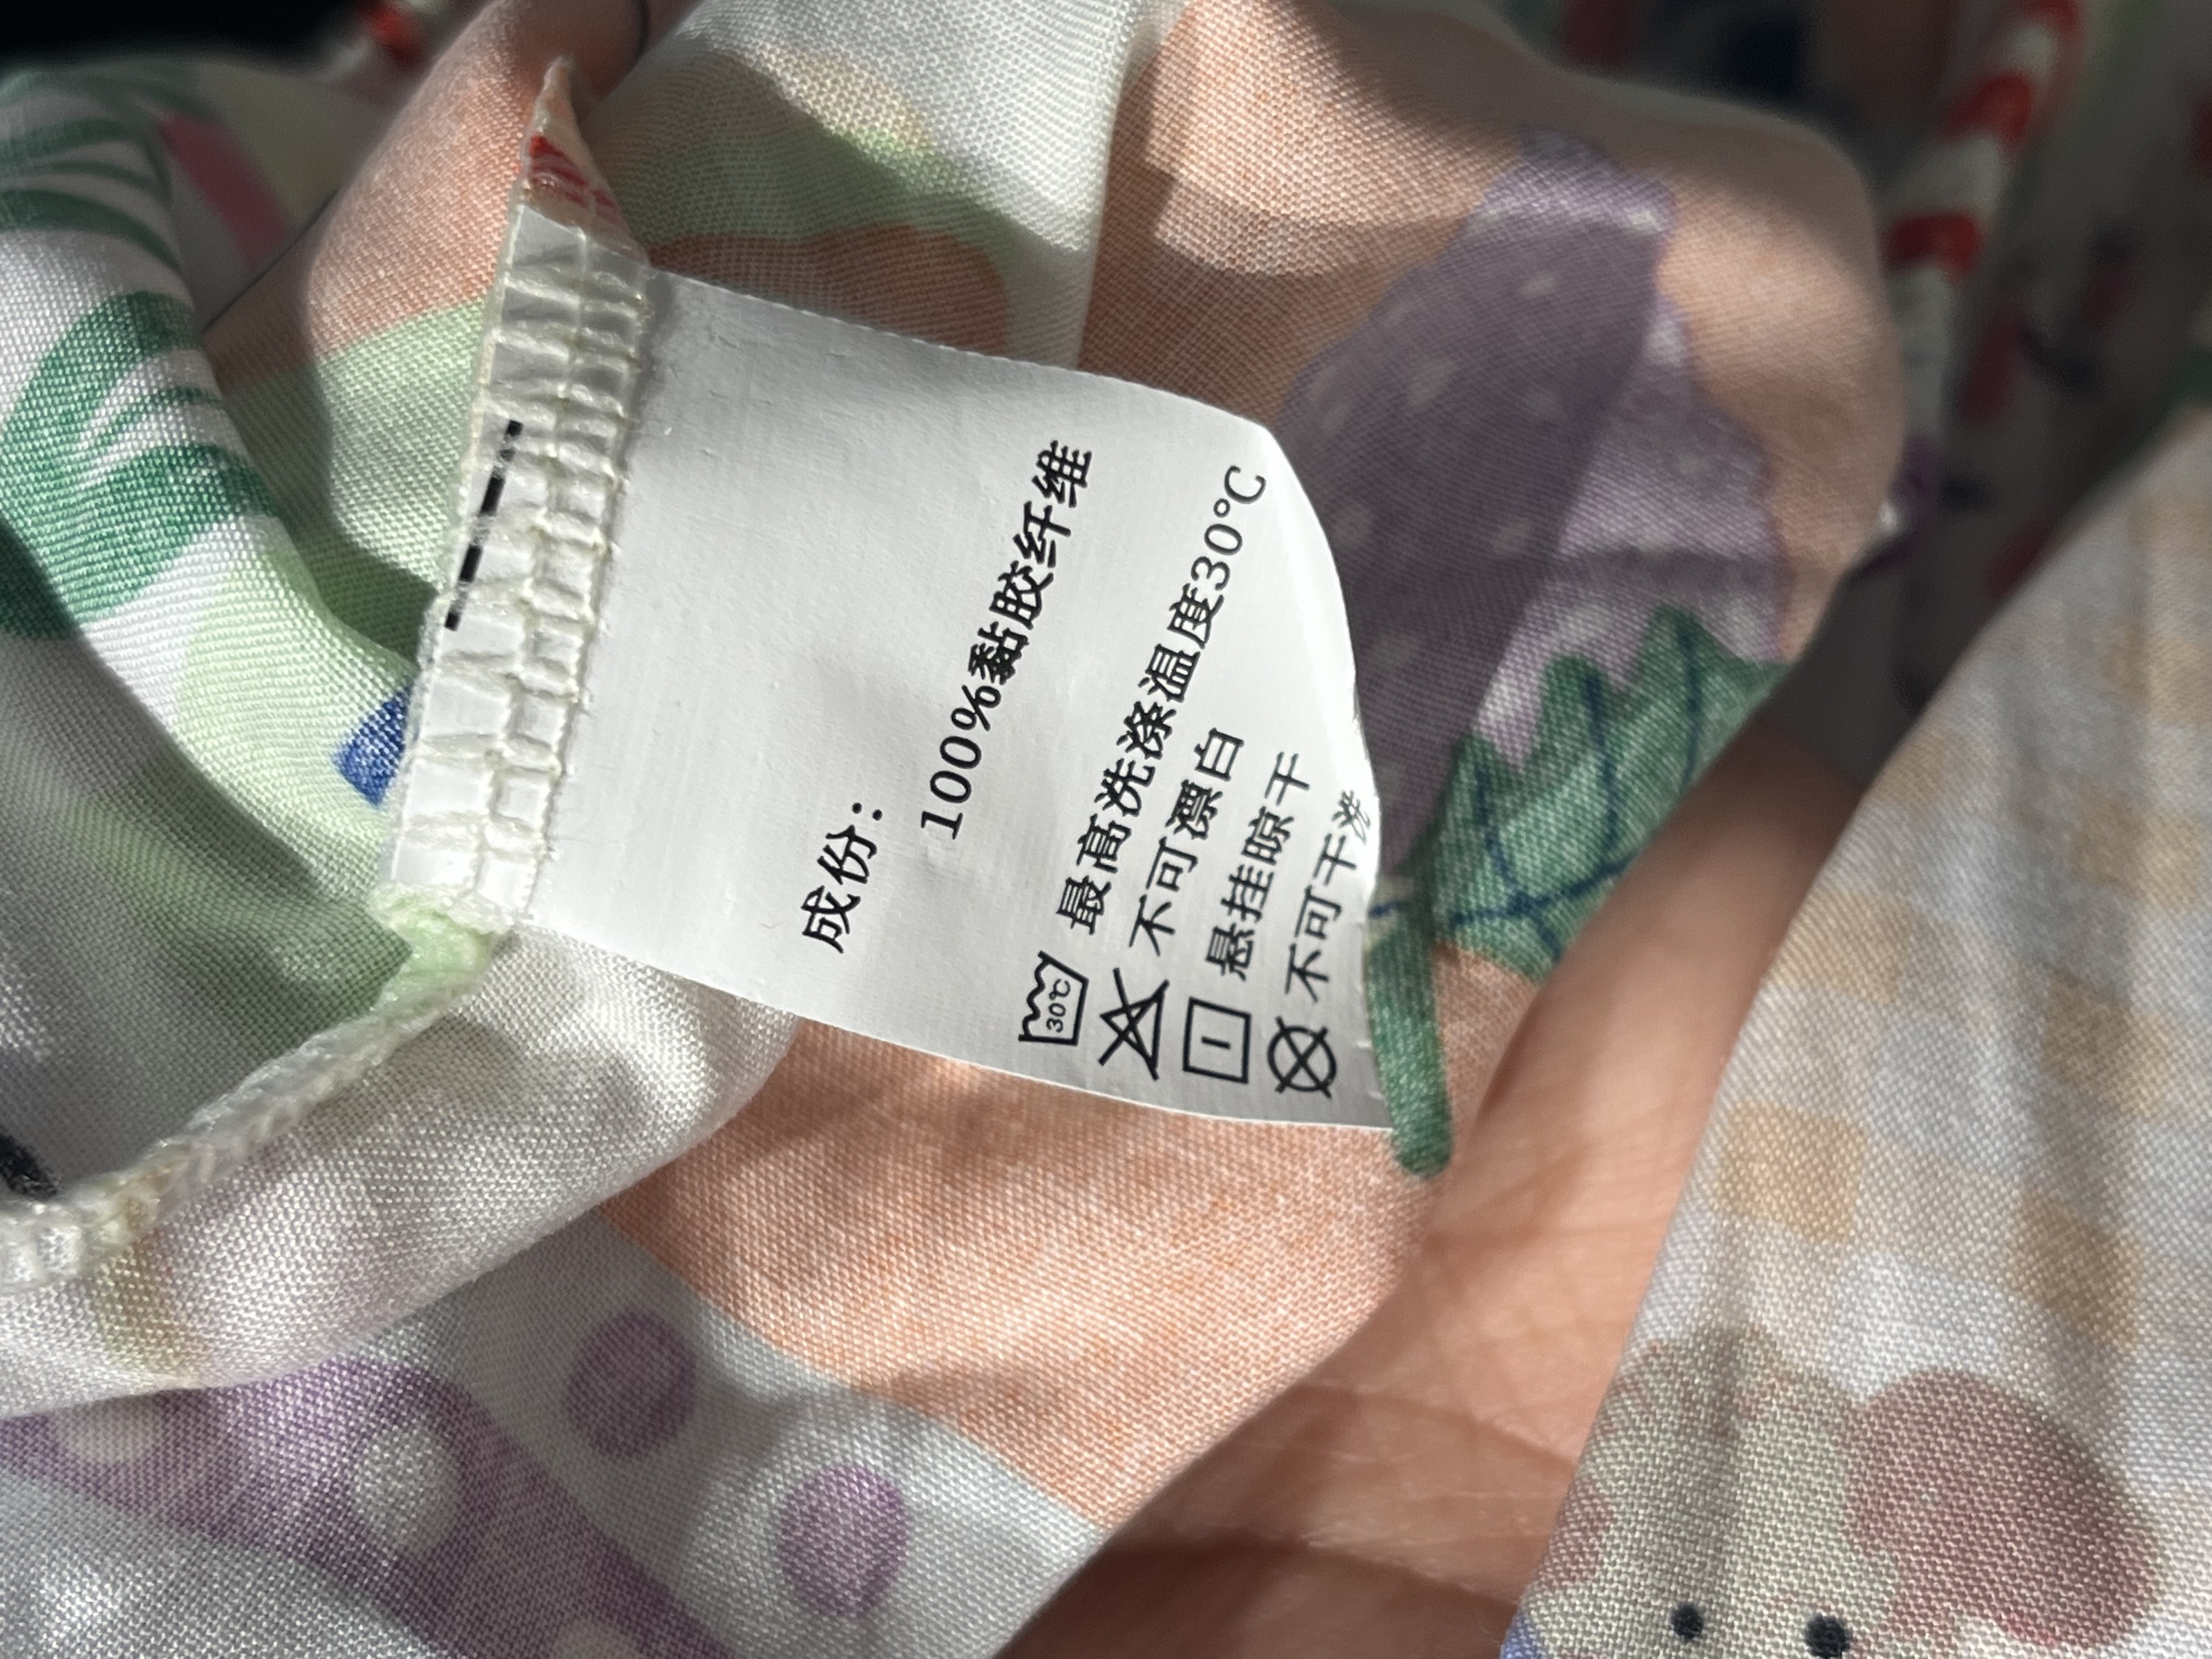 成份：
100%黏胶纤维
30℃ 最高洗涤温度30℃
不可漂白
悬挂晾干
不可干洗